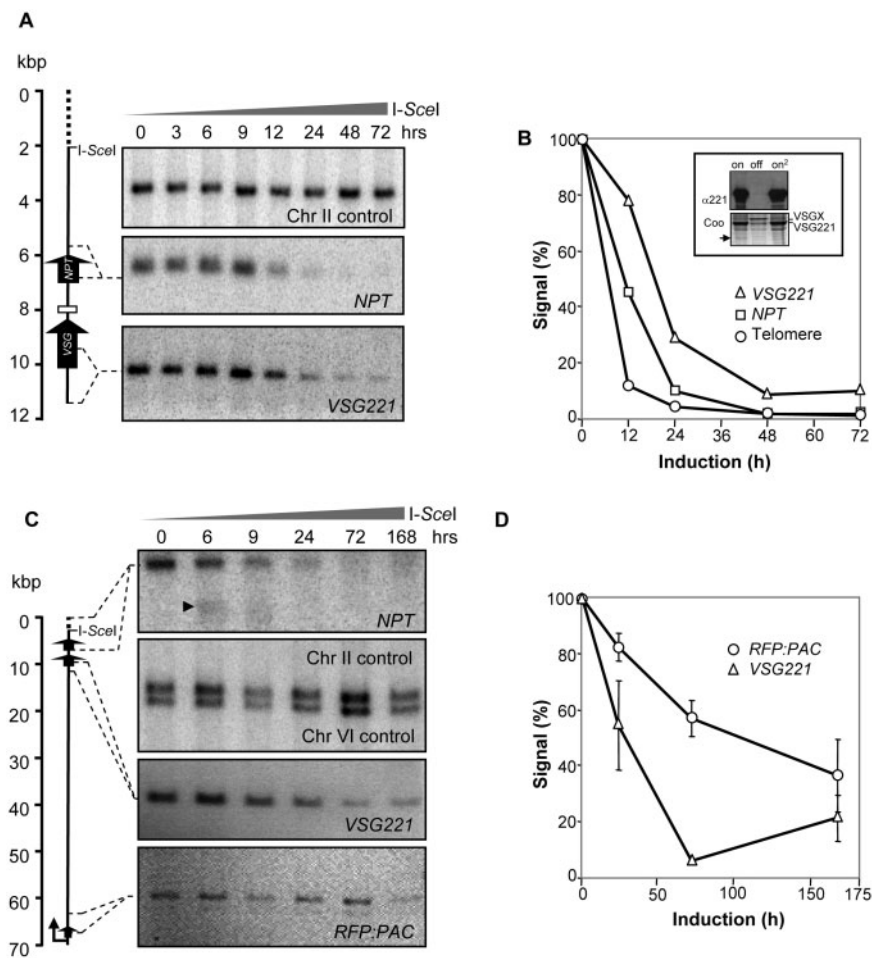 A
kbp
0
2
4
6
8
10
12
I-SceI
NPT
VSG
I-SceI
0 3 6 9 12 24 48 72 hrs
Chr II control
NPT
VSG221
B
100
80
60
40
20
0
Signal (%)
0 12 24 36 48 60 72
Induction (h)
on off on2
α221
Coo
VSGX
VSG221
VSG221
NPT
Telomere
C
I-SceI
0 6 9 24 72 168 hrs
kbp
0
10
20
30
40
50
60
70
I-SceI
NPT
Chr II control
Chr VI control
VSG221
RFP:PAC
D
100
80
60
40
20
0
Signal (%)
0 50 100 150 175
Induction (h)
RFP:PAC
VSG221